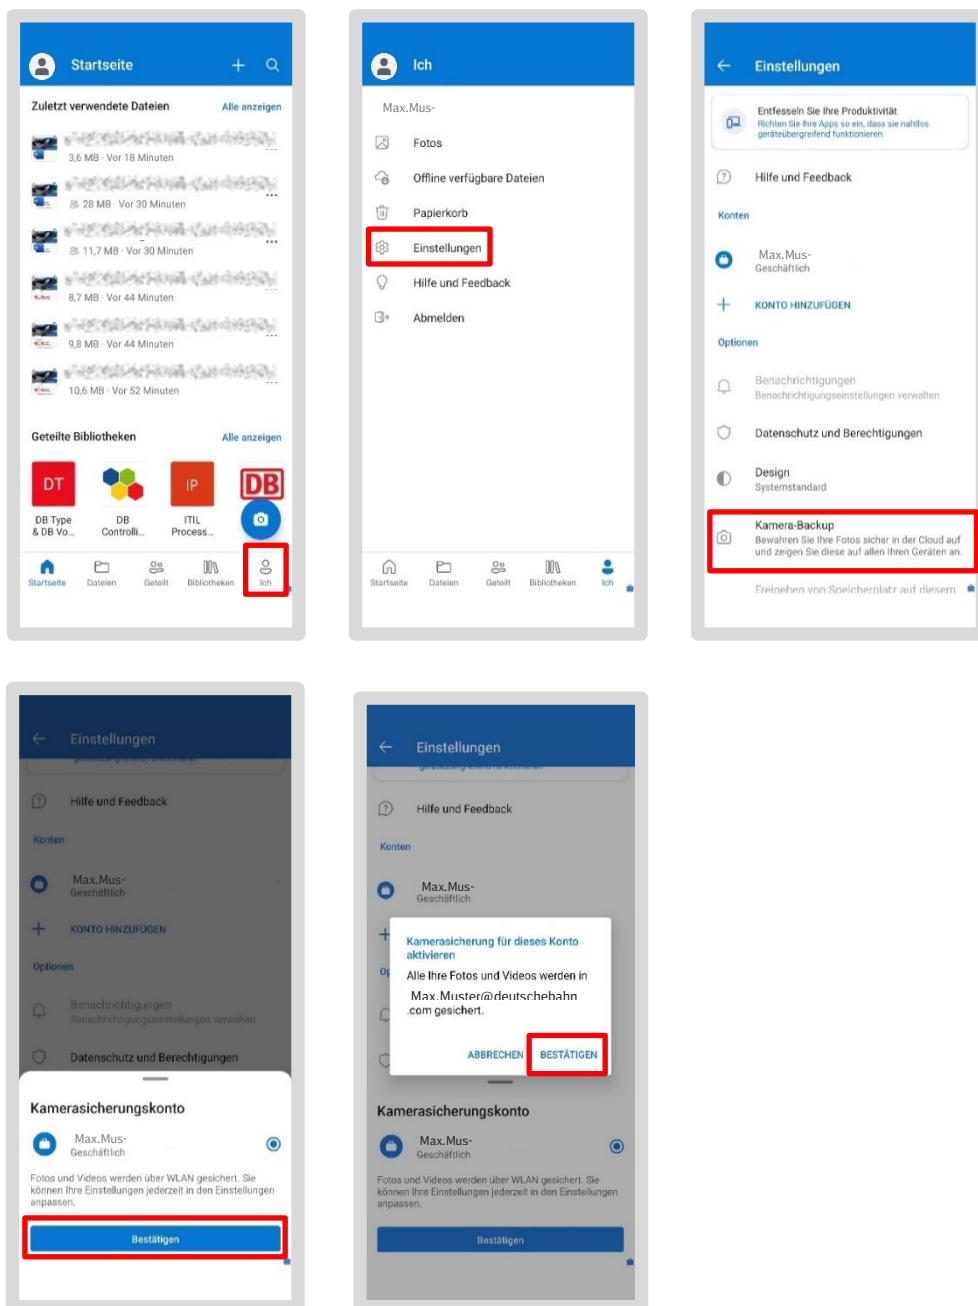 Startseite
Zuletzt verwendete Dateien
Alle anzeigen
3,6 MB · Vor 18 Minuten
28 MB · Vor 30 Minuten
11,7 MB · Vor 30 Minuten
8,7 MB · Vor 44 Minuten
9,8 MB · Vor 44 Minuten
10,6 MB · Vor 52 Minuten
Geteilte Bibliotheken
Alle anzeigen
DT
IP
DB
DB Type
& DB Vo...
DB
Controlli...
ITIL
Process...
Startseite
Dateien
Geteilt
Bibliotheken
Ich
Ich
Max.Mus-
Fotos
Offline verfügbare Dateien
Papierkorb
Einstellungen
Hilfe und Feedback
Abmelden
Startseite
Dateien
Geteilt
Bibliotheken
Ich
Einstellungen
Entfesseln Sie Ihre Produktivität
Richten Sie Ihre Apps so ein, dass sie nahtlos
geräteübergreifend funktionieren
Hilfe und Feedback
Konten
Max.Mus-
Geschäftlich
KONTO HINZUFÜGEN
Optionen
Benachrichtigungen
Benachrichtigungseinstellungen verwalten
Datenschutz und Berechtigungen
Design
Systemstandard
Kamera-Backup
Bewahren Sie Ihre Fotos sicher in der Cloud auf
und zeigen Sie diese auf allen Ihren Geräten an.
Freigeben von Speicherplatz auf diesem
Einstellungen
geräteübergreifend funktionieren
Hilfe und Feedback
Konten
Max.Mus-
Geschäftlich
KONTO HINZUFÜGEN
Optionen
Benachrichtigungen
Benachrichtigungseinstellungen verwalten
Datenschutz und Berechtigungen
Kamerasicherungskonto
Max.Mus-
Geschäftlich
Fotos und Videos werden über WLAN gesichert. Sie
können Ihre Einstellungen jederzeit in den Einstellungen
anpassen.
Bestätigen
Einstellungen
geräteübergreifend funktionieren
Hilfe und Feedback
Konten
Max.Mus-
Geschäftlich
Op
Kamerasicherung für dieses Konto
aktivieren
Alle Ihre Fotos und Videos werden in
Max.Muster@deutschebahn
.com gesichert.
ABBRECHEN
BESTÄTIGEN
Kamerasicherungskonto
Max.Mus-
Geschäftlich
Fotos und Videos werden über WLAN gesichert. Sie
können Ihre Einstellungen jederzeit in den Einstellungen
anpassen.
Bestätigen